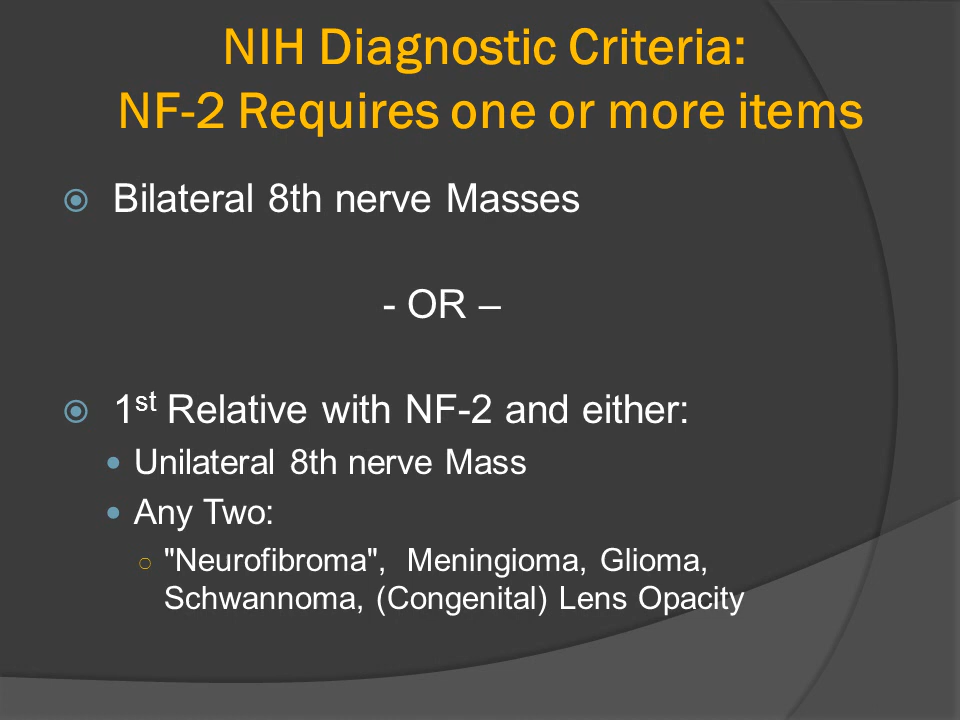 NIH Diagnostic Criteria:
NF-2 Requires one or more items
Bilateral 8th nerve Masses
- OR –
1st Relative with NF-2 and either:
Unilateral 8th nerve Mass
Any Two:
"Neurofibroma", Meningioma, Glioma,
Schwannoma, (Congenital) Lens Opacity